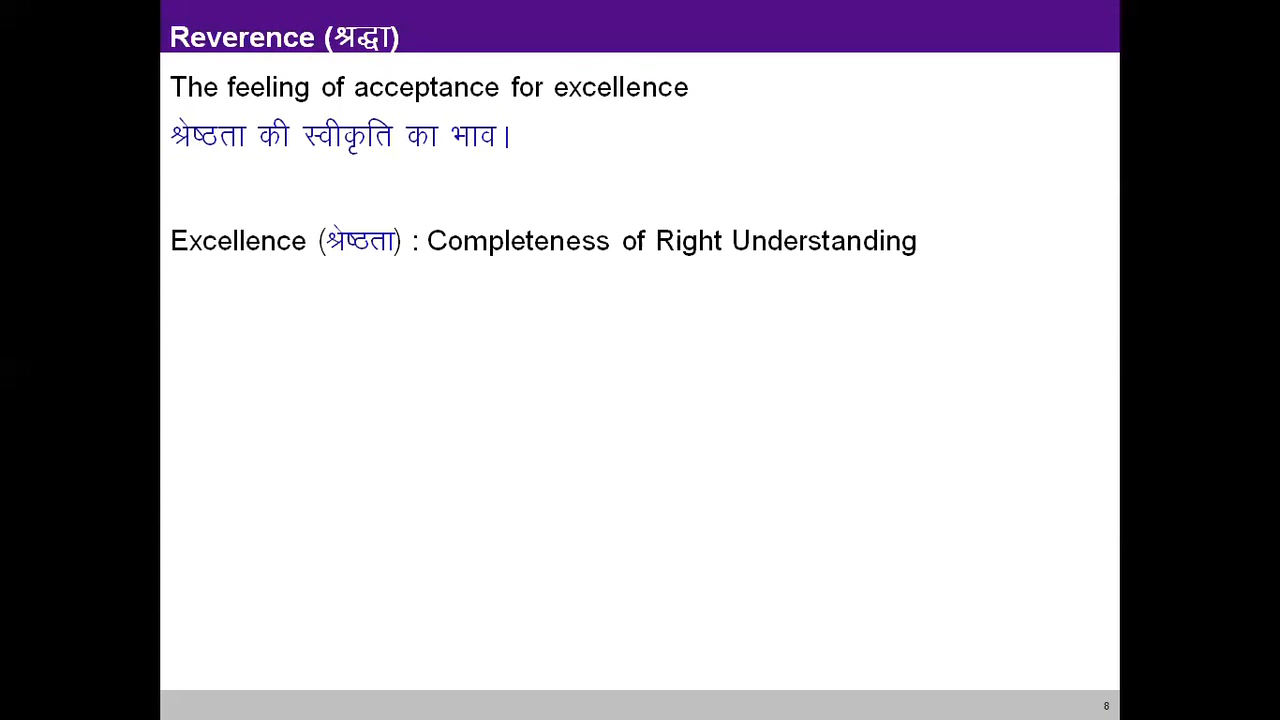 Reverence (श्रद्धा)
The feeling of acceptance for excellence
श्रेष्ठता की स्वीकृति का भाव।
Excellence (श्रेष्ठता) : Completeness of Right Understanding
8